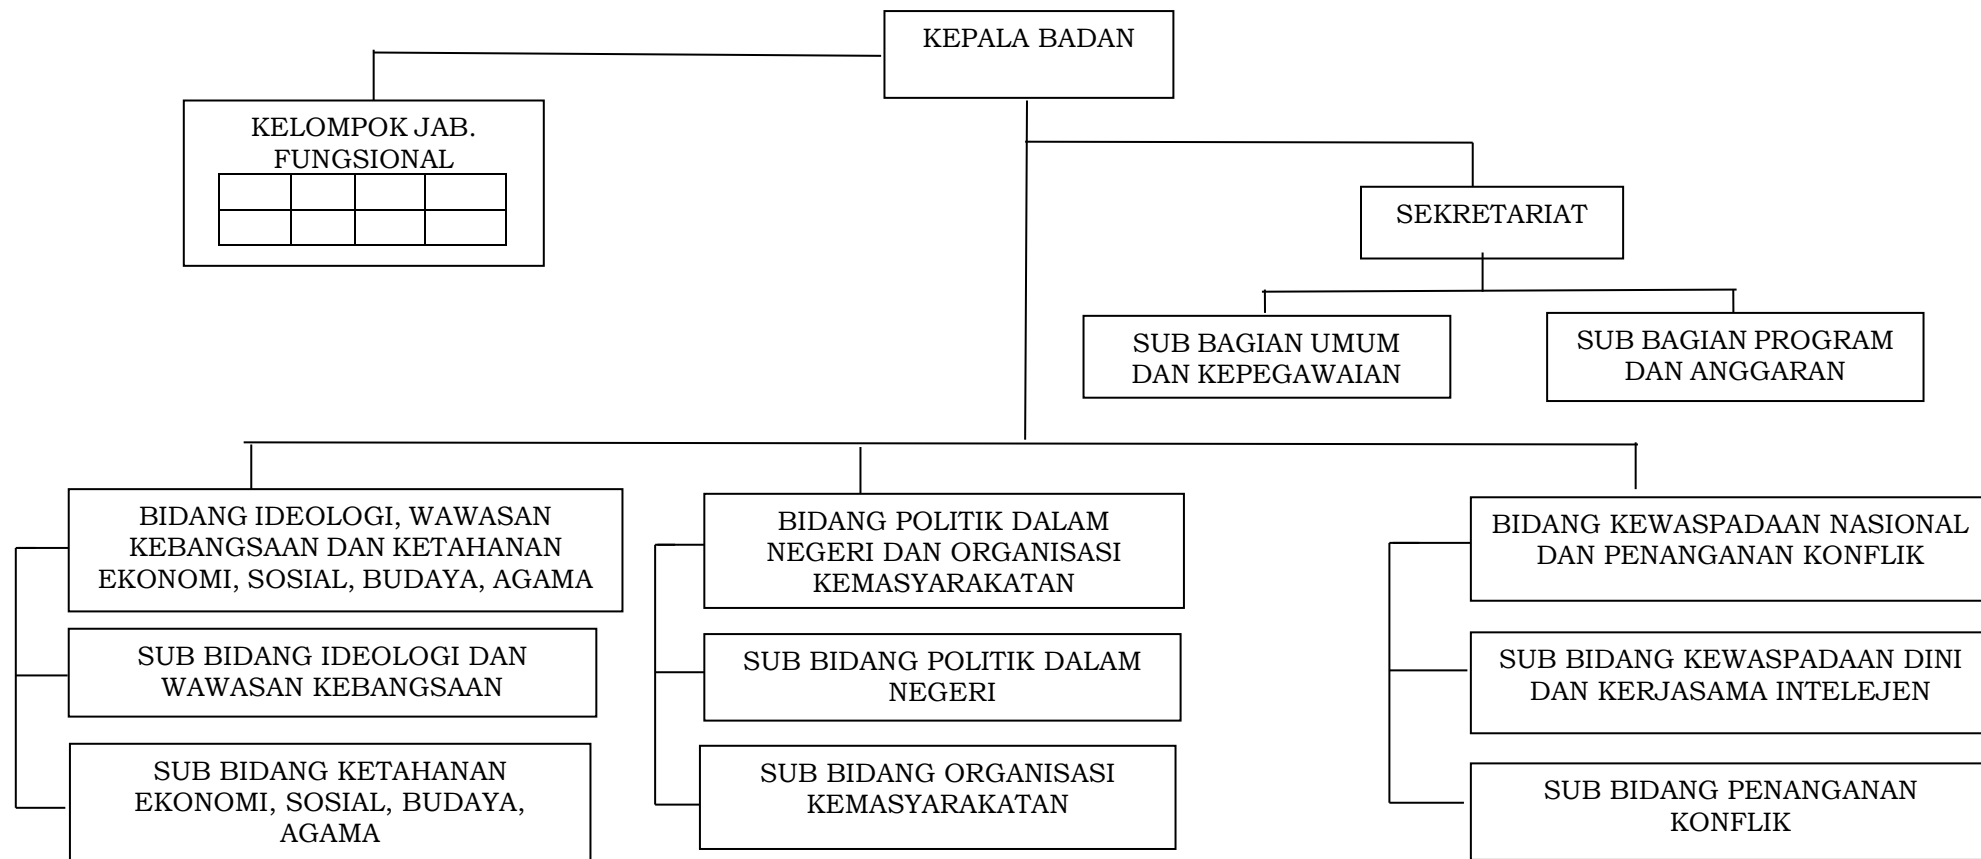 KEPALA BADAN
KELOMPOK JAB.
FUNGSIONAL
SEKRETARIAT
SUB BAGIAN UMUM
DAN KEPEGAWAIAN
SUB BAGIAN PROGRAM
DAN ANGGARAN
BIDANG IDEOLOGI, WAWASAN
KEBANGSAAN DAN KETAHANAN
EKONOMI, SOSIAL, BUDAYA, AGAMA
SUB BIDANG IDEOLOGI DAN
WAWASAN KEBANGSAAN
SUB BIDANG KETAHANAN
EKONOMI, SOSIAL, BUDAYA,
AGAMA
BIDANG POLITIK DALAM
NEGERI DAN ORGANISASI
KEMASYARAKATAN
SUB BIDANG POLITIK DALAM
NEGERI
SUB BIDANG ORGANISASI
KEMASYARAKATAN
BIDANG KEWASPADAAN NASIONAL
DAN PENANGANAN KONFLIK
SUB BIDANG KEWASPADAAN DINI
DAN KERJASAMA INTELEJEN
SUB BIDANG PENANGANAN
KONFLIK